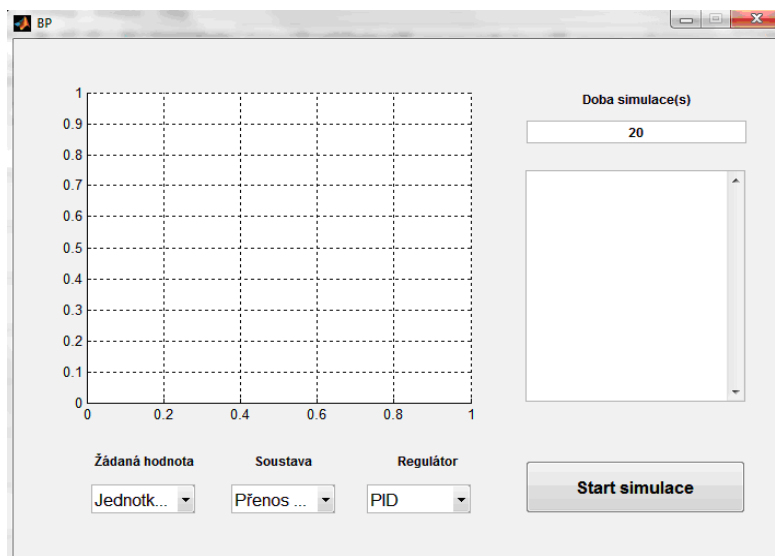 BP
Doba simulace(s)
20
1
0.9
0.8
0.7
0.6
0.5
0.4
0.3
0.2
0.1
0
0 0.2 0.4 0.6 0.8 1
Žádaná hodnota Soustava Regulátor
Jednotk... Přenos ... PID
Start simulace